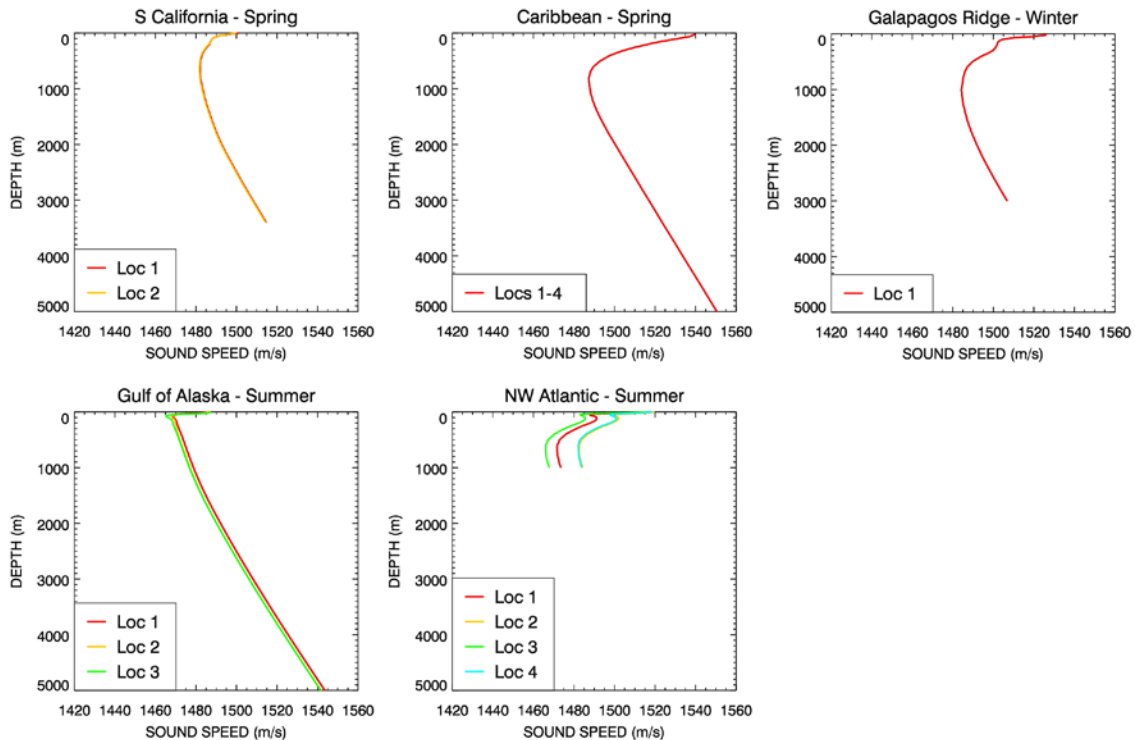 S California - Spring
0
1000
2000
3000
4000
5000
DEPTH (m)
Loc 1
Loc 2
1420 1440 1460 1480 1500 1520 1540 1560
SOUND SPEED (m/s)
Caribbean - Spring
0
1000
2000
3000
4000
5000
DEPTH (m)
Locs 1-4
1420 1440 1460 1480 1500 1520 1540 1560
SOUND SPEED (m/s)
Galapagos Ridge - Winter
0
1000
2000
3000
4000
5000
DEPTH (m)
Loc 1
1420 1440 1460 1480 1500 1520 1540 1560
SOUND SPEED (m/s)
Gulf of Alaska - Summer
0
1000
2000
3000
4000
5000
DEPTH (m)
Loc 1
Loc 2
Loc 3
1420 1440 1460 1480 1500 1520 1540 1560
SOUND SPEED (m/s)
NW Atlantic - Summer
0
1000
2000
3000
4000
5000
DEPTH (m)
Loc 1
Loc 2
Loc 3
Loc 4
1420 1440 1460 1480 1500 1520 1540 1560
SOUND SPEED (m/s)